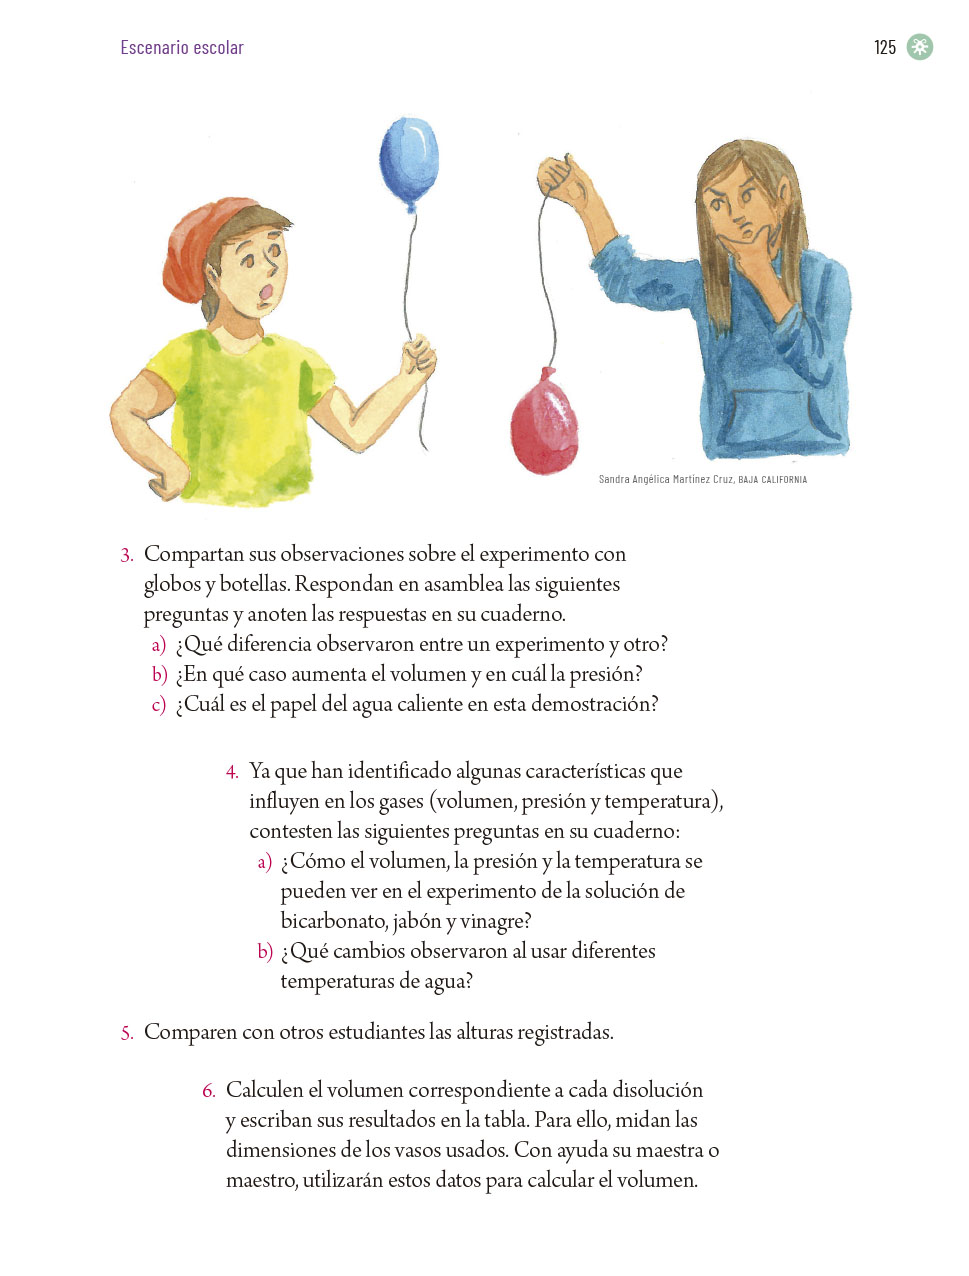 Escenario escolar
125
Sandra Angélica Martínez Cruz, BAJA CALIFORNIA
3. Compartan sus observaciones sobre el experimento con
globos y botellas. Respondan en asamblea las siguientes
preguntas y anoten las respuestas en su cuaderno.
a) ¿Qué diferencia observaron entre un experimento y otro?
b) ¿En qué caso aumenta el volumen y en cuál la presión?
c) ¿Cuál es el papel del agua caliente en esta demostración?
4. Ya que han identificado algunas características que
influyen en los gases (volumen, presión y temperatura),
contesten las siguientes preguntas en su cuaderno:
a) ¿Cómo el volumen, la presión y la temperatura se
pueden ver en el experimento de la solución de
bicarbonato, jabón y vinagre?
b) ¿Qué cambios observaron al usar diferentes
temperaturas de agua?
5. Comparen con otros estudiantes las alturas registradas.
6. Calculen el volumen correspondiente a cada disolución
y escriban sus resultados en la tabla. Para ello, midan las
dimensiones de los vasos usados. Con ayuda su maestra o
maestro, utilizarán estos datos para calcular el volumen.